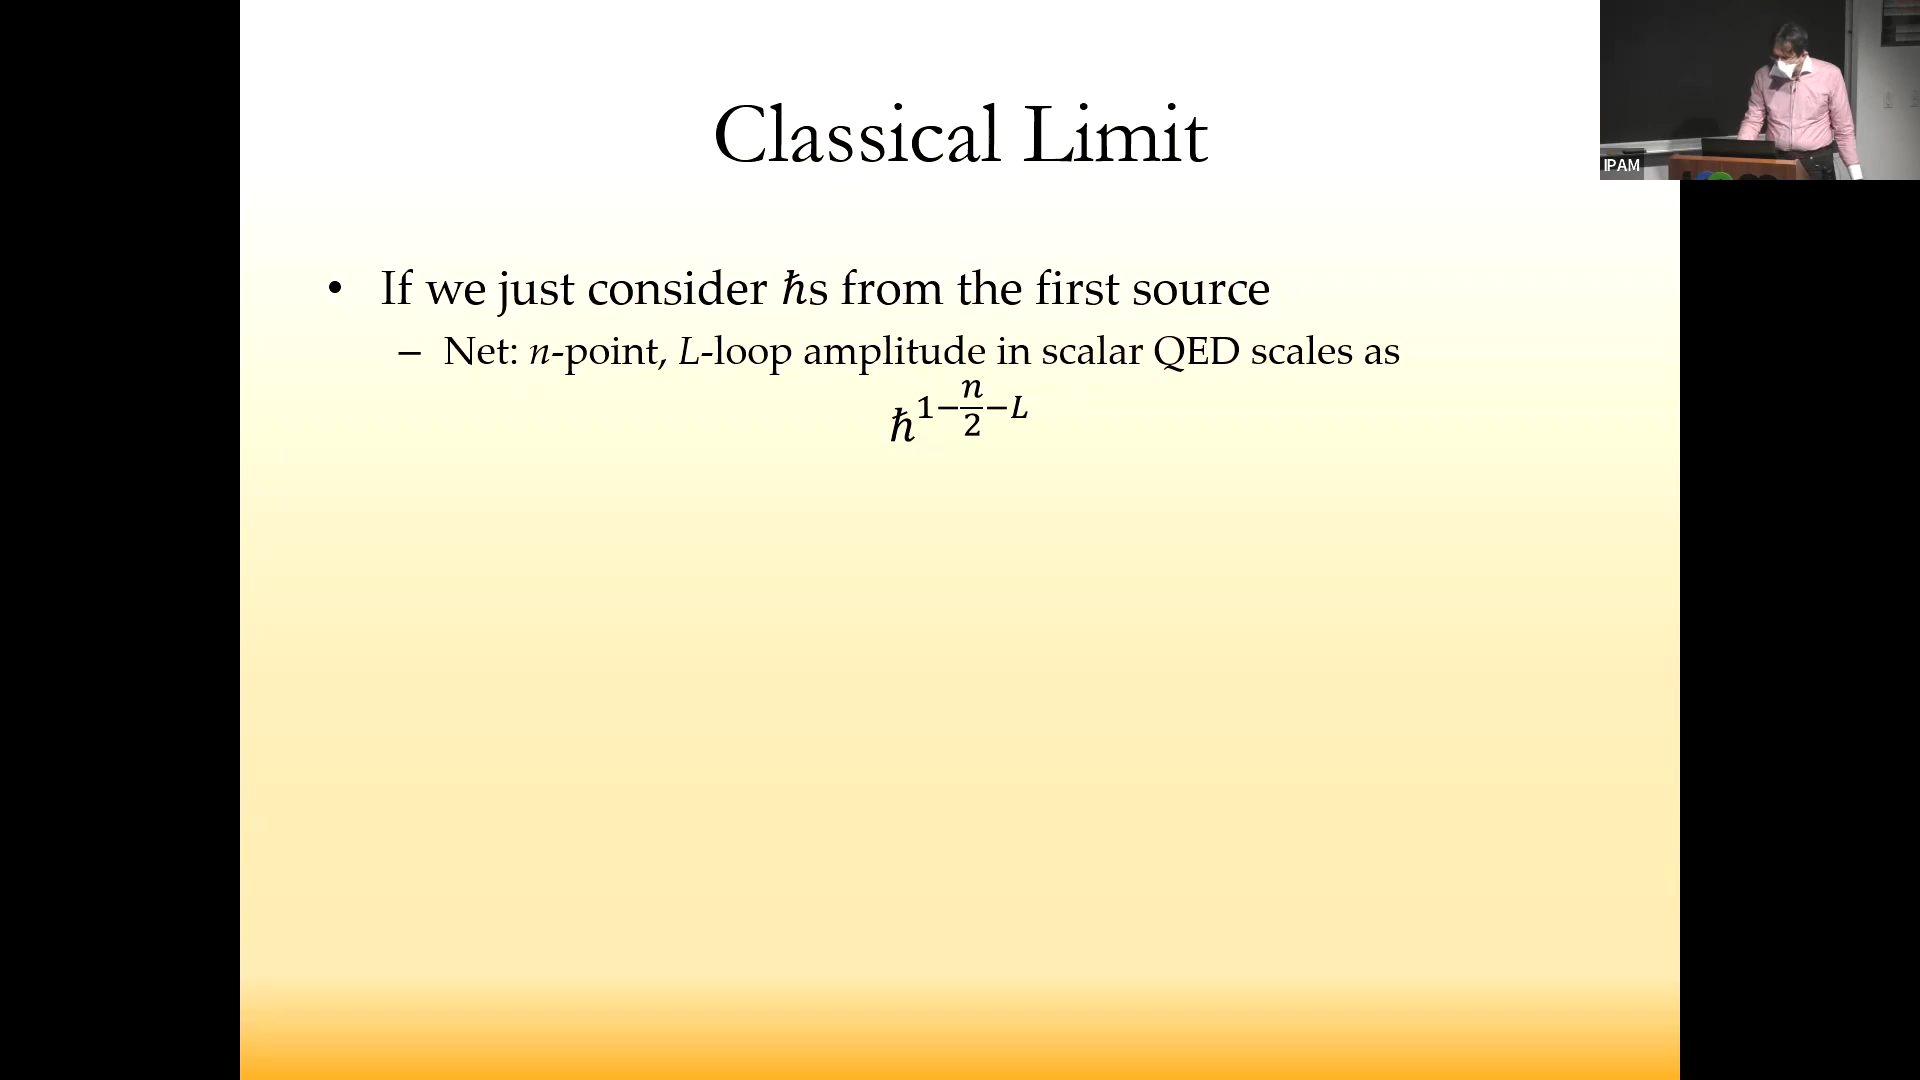 Classical Limit
IPAM
• If we just consider ℏs from the first source
– Net: n-point, L-loop amplitude in scalar QED scales as
ℏ^{1−\frac{n}{2}−L}